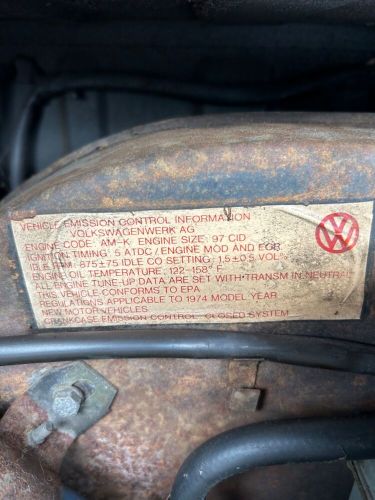 VEHICLE EMISSION CONTROL INFORMATION
VOLKSWAGENWERK AG
ENGINE CODE: AM-K ENGINE SIZE: 97 CID
IGNITION TIMING: 5 ATDC / ENGINE MOD AND EGR
IDLE RPM: 875±75 IDLE CO SETTING: 1,5±0.5 VOL%
ENGINE OIL TEMPERATURE: 122-158° F
ALL ENGINE TUNE-UP DATA ARE SET WITH TRANSM IN NEUTRAL
THIS VEHICLE CONFORMS TO EPA
REGULATIONS APPLICABLE TO 1974 MODEL YEAR
NEW MOTOR VEHICLES
CRANKCASE EMISSION CONTROL: CLOSED SYSTEM